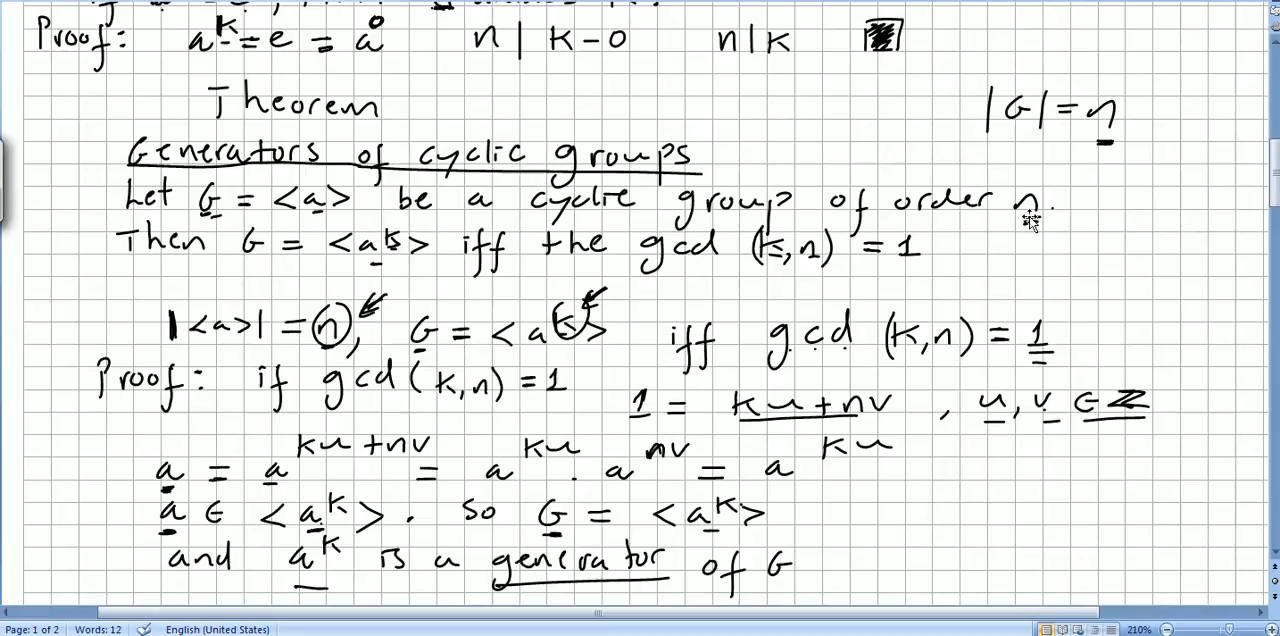 Proof: a^k = e = a^0 n | k - 0 n | k
Theorem
|G| = n
Generators of cyclic groups
Let G = <a> be a cyclic group of order n.
Then G = <a^k> iff the gcd (k, n) = 1
|<a>| = n, G = <a^k> iff gcd (k, n) = 1
Proof: if gcd (k, n) = 1
1 = ku + nv , u, v ∈ Z
a = a^{ku + nv} = a^{ku} . a^{nv} = a^{ku}
a ∈ <a^k> . So G = <a^k>
and a^k is a generator of G
Page: 1 of 2 Words: 12 English (United States) 210%